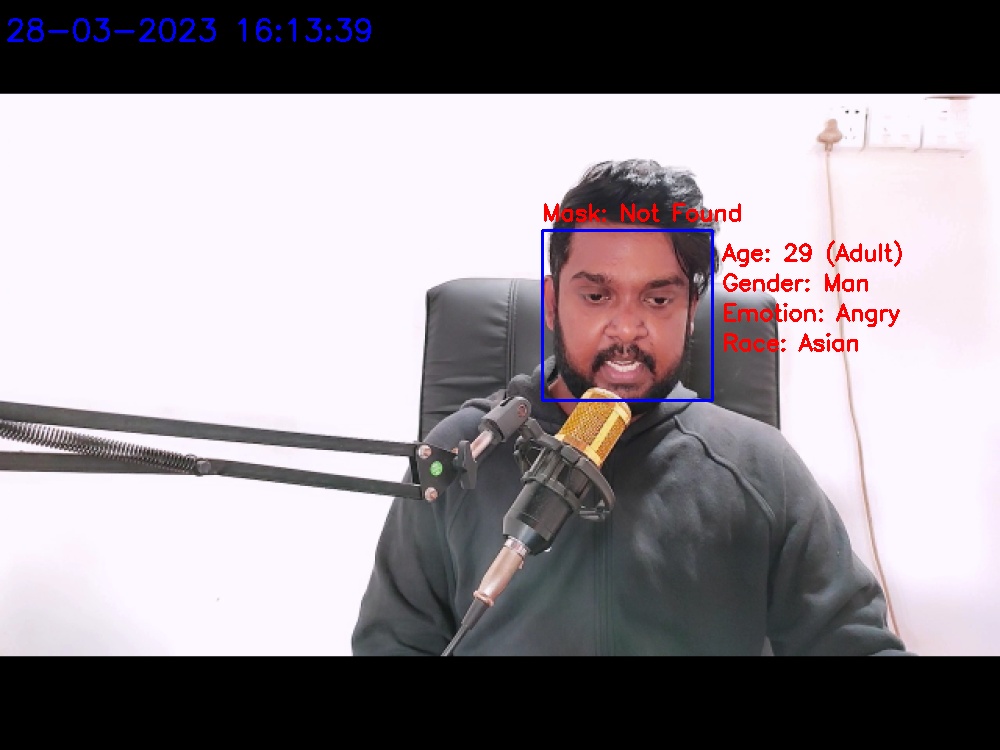 28-03-2023 16:13:39
Mask: Not Found
Age: 29 (Adult)
Gender: Man
Emotion: Angry
Race: Asian